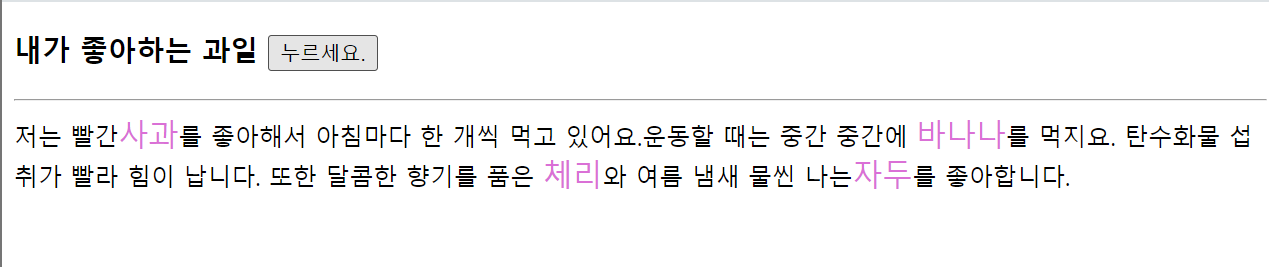 내가 좋아하는 과일 누르세요.
저는 빨간사과를 좋아해서 아침마다 한 개씩 먹고 있어요.운동할 때는 중간 중간에 바나나를 먹지요. 탄수화물 섭
취가 빨라 힘이 납니다. 또한 달콤한 향기를 품은 체리와 여름 냄새 물씬 나는자두를 좋아합니다.